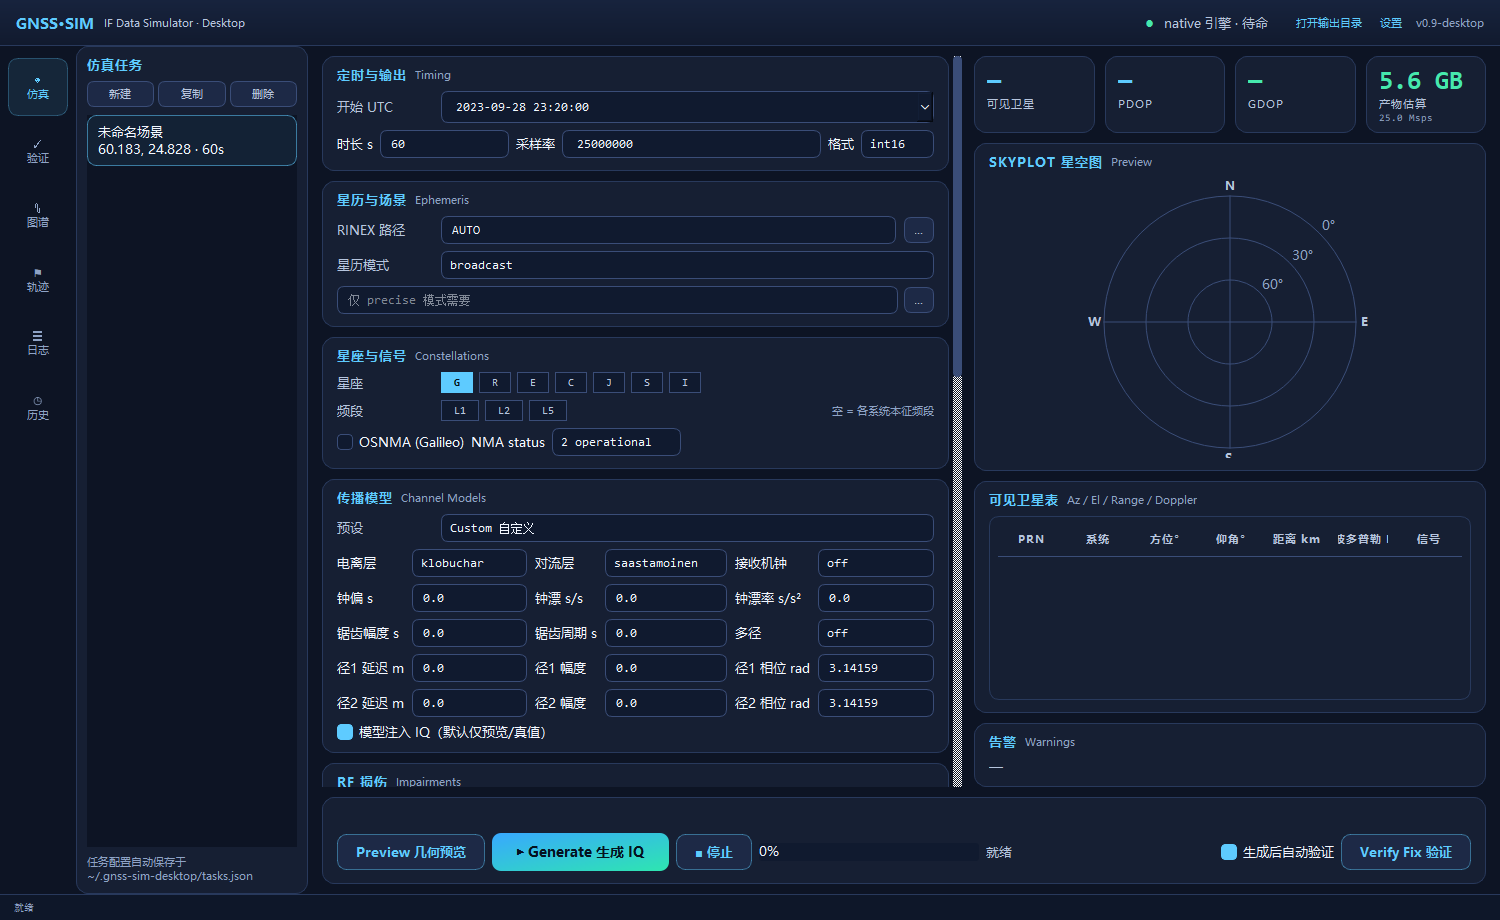 GNSS•SIM IF Data Simulator · Desktop
native 引擎 · 待命 打开输出目录 设置 v0.9-desktop
仿真
验证
图谱
轨迹
日志
历史
仿真任务
新建 复制 删除
未命名场景
60.183, 24.828 · 60s
任务配置自动保存于
~/.gnss-sim-desktop/tasks.json
定时与输出 Timing
开始 UTC 2023-09-28 23:20:00
时长 s 60 采样率 25000000 格式 int16
星历与场景 Ephemeris
RINEX 路径 AUTO ...
星历模式 broadcast
仅 precise 模式需要 ...
星座与信号 Constellations
星座 G R E C J S I
频段 L1 L2 L5 空 = 各系统本征频段
OSNMA (Galileo) NMA status 2 operational
传播模型 Channel Models
预设 Custom 自定义
电离层 klobuchar 对流层 saastamoinen 接收机钟 off
钟偏 s 0.0 钟漂 s/s 0.0 钟漂率 s/s² 0.0
锯齿幅度 s 0.0 锯齿周期 s 0.0 多径 off
径1 延迟 m 0.0 径1 幅度 0.0 径1 相位 rad 3.14159
径2 延迟 m 0.0 径2 幅度 0.0 径2 相位 rad 3.14159
模型注入 IQ（默认仅预览/真值）
RF 损伤 Impairments
— 可见卫星
— PDOP
— GDOP
5.6 GB
产物估算
25.0 Msps
SKYPLOT 星空图 Preview
N
0°
30°
60°
W E
S
可见卫星表 Az / El / Range / Doppler
PRN 系统 方位° 仰角° 距离 km 多普勒 信号
告警 Warnings
—
Preview 几何预览 ▸ Generate 生成 IQ ■ 停止 0% 就绪 生成后自动验证 Verify Fix 验证
就绪